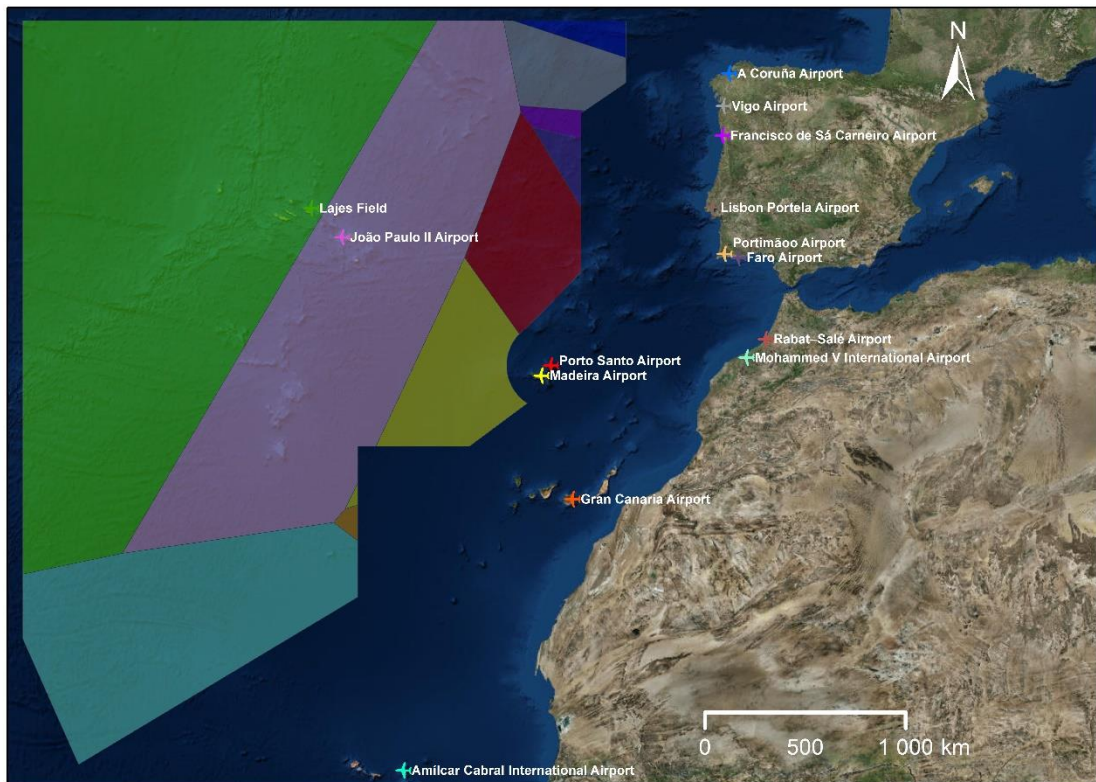 N
A Coruña Airport
Vigo Airport
Francisco de Sá Carneiro Airport
Lajes Field
Lisbon Portela Airport
João Paulo II Airport
Portimãoo Airport
Faro Airport
Rabat–Salé Airport
Mohammed V International Airport
Porto Santo Airport
Madeira Airport
Gran Canaria Airport
0 500 1 000 km
Amílcar Cabral International Airport